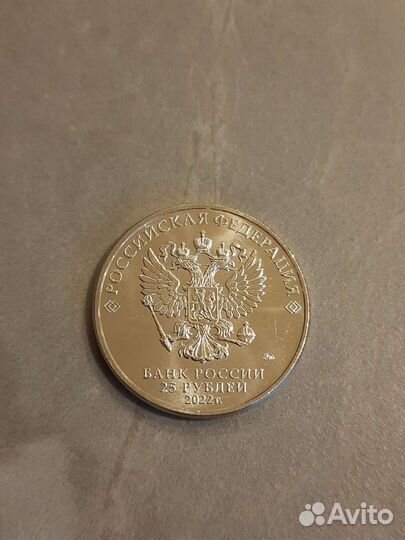 РОССИЙСКАЯ ФЕДЕРАЦИЯ
БАНК РОССИИ
25 РУБЛЕЙ
2022г.
Avito